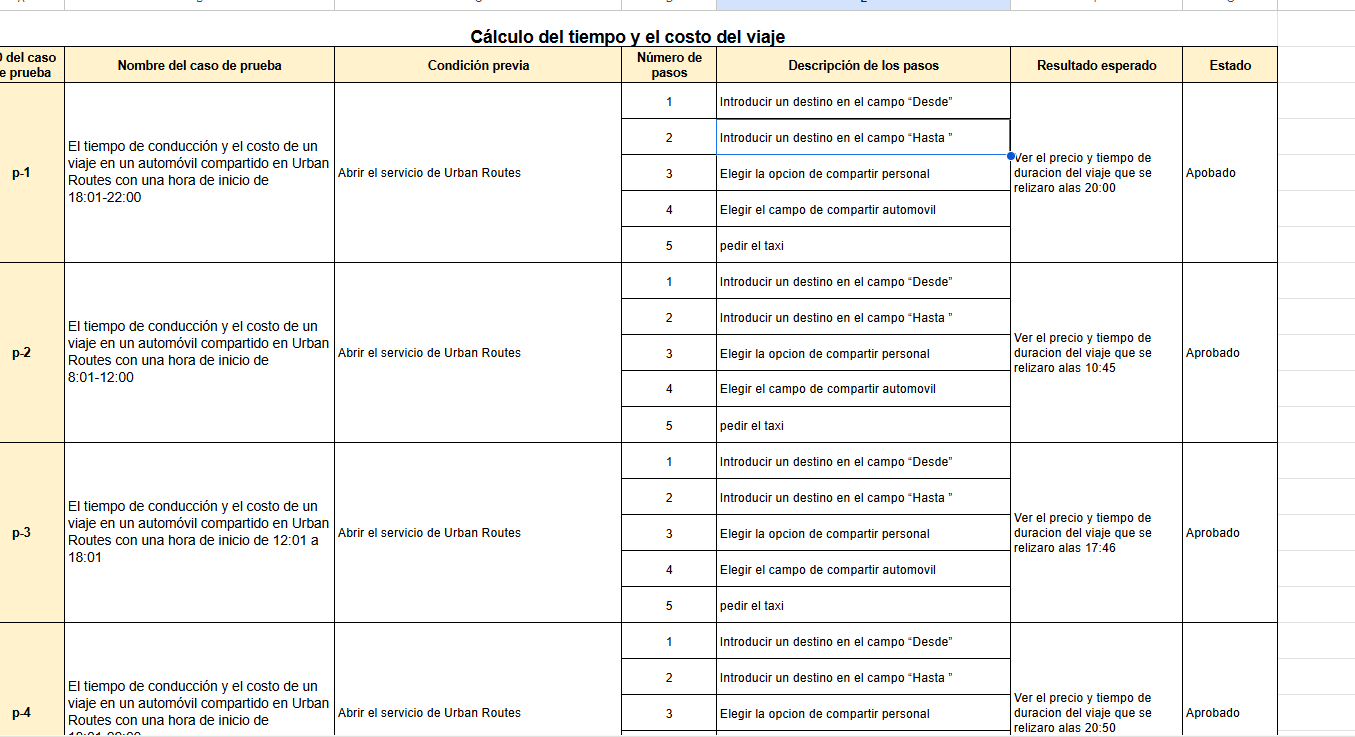 Cálculo del tiempo y el costo del viaje
del caso
prueba
Nombre del caso de prueba
Condición previa
Número de
pasos
Descripción de los pasos
Resultado esperado
Estado
p-1
El tiempo de conducción y el costo de un
viaje en un automóvil compartido en Urban
Routes con una hora de inicio de
18:01-22:00
Abrir el servicio de Urban Routes
1
Introducir un destino en el campo “Desde”
2
Introducir un destino en el campo “Hasta ”
3
Elegir la opcion de compartir personal
4
Elegir el campo de compartir automovil
5
pedir el taxi
Ver el precio y tiempo de
duracion del viaje que se
relizaro alas 20:00
Apobado
p-2
El tiempo de conducción y el costo de un
viaje en un automóvil compartido en Urban
Routes con una hora de inicio de
8:01-12:00
Abrir el servicio de Urban Routes
1
Introducir un destino en el campo “Desde”
2
Introducir un destino en el campo “Hasta ”
3
Elegir la opcion de compartir personal
4
Elegir el campo de compartir automovil
5
pedir el taxi
Ver el precio y tiempo de
duracion del viaje que se
relizaro alas 10:45
Aprobado
p-3
El tiempo de conducción y el costo de un
viaje en un automóvil compartido en Urban
Routes con una hora de inicio de 12:01 a
18:01
Abrir el servicio de Urban Routes
1
Introducir un destino en el campo “Desde”
2
Introducir un destino en el campo “Hasta ”
3
Elegir la opcion de compartir personal
4
Elegir el campo de compartir automovil
5
pedir el taxi
Ver el precio y tiempo de
duracion del viaje que se
relizaro alas 17:46
Aprobado
p-4
El tiempo de conducción y el costo de un
viaje en un automóvil compartido en Urban
Routes con una hora de inicio de
Abrir el servicio de Urban Routes
1
Introducir un destino en el campo “Desde”
2
Introducir un destino en el campo “Hasta ”
3
Elegir la opcion de compartir personal
Ver el precio y tiempo de
duracion del viaje que se
relizaro alas 20:50
Aprobado